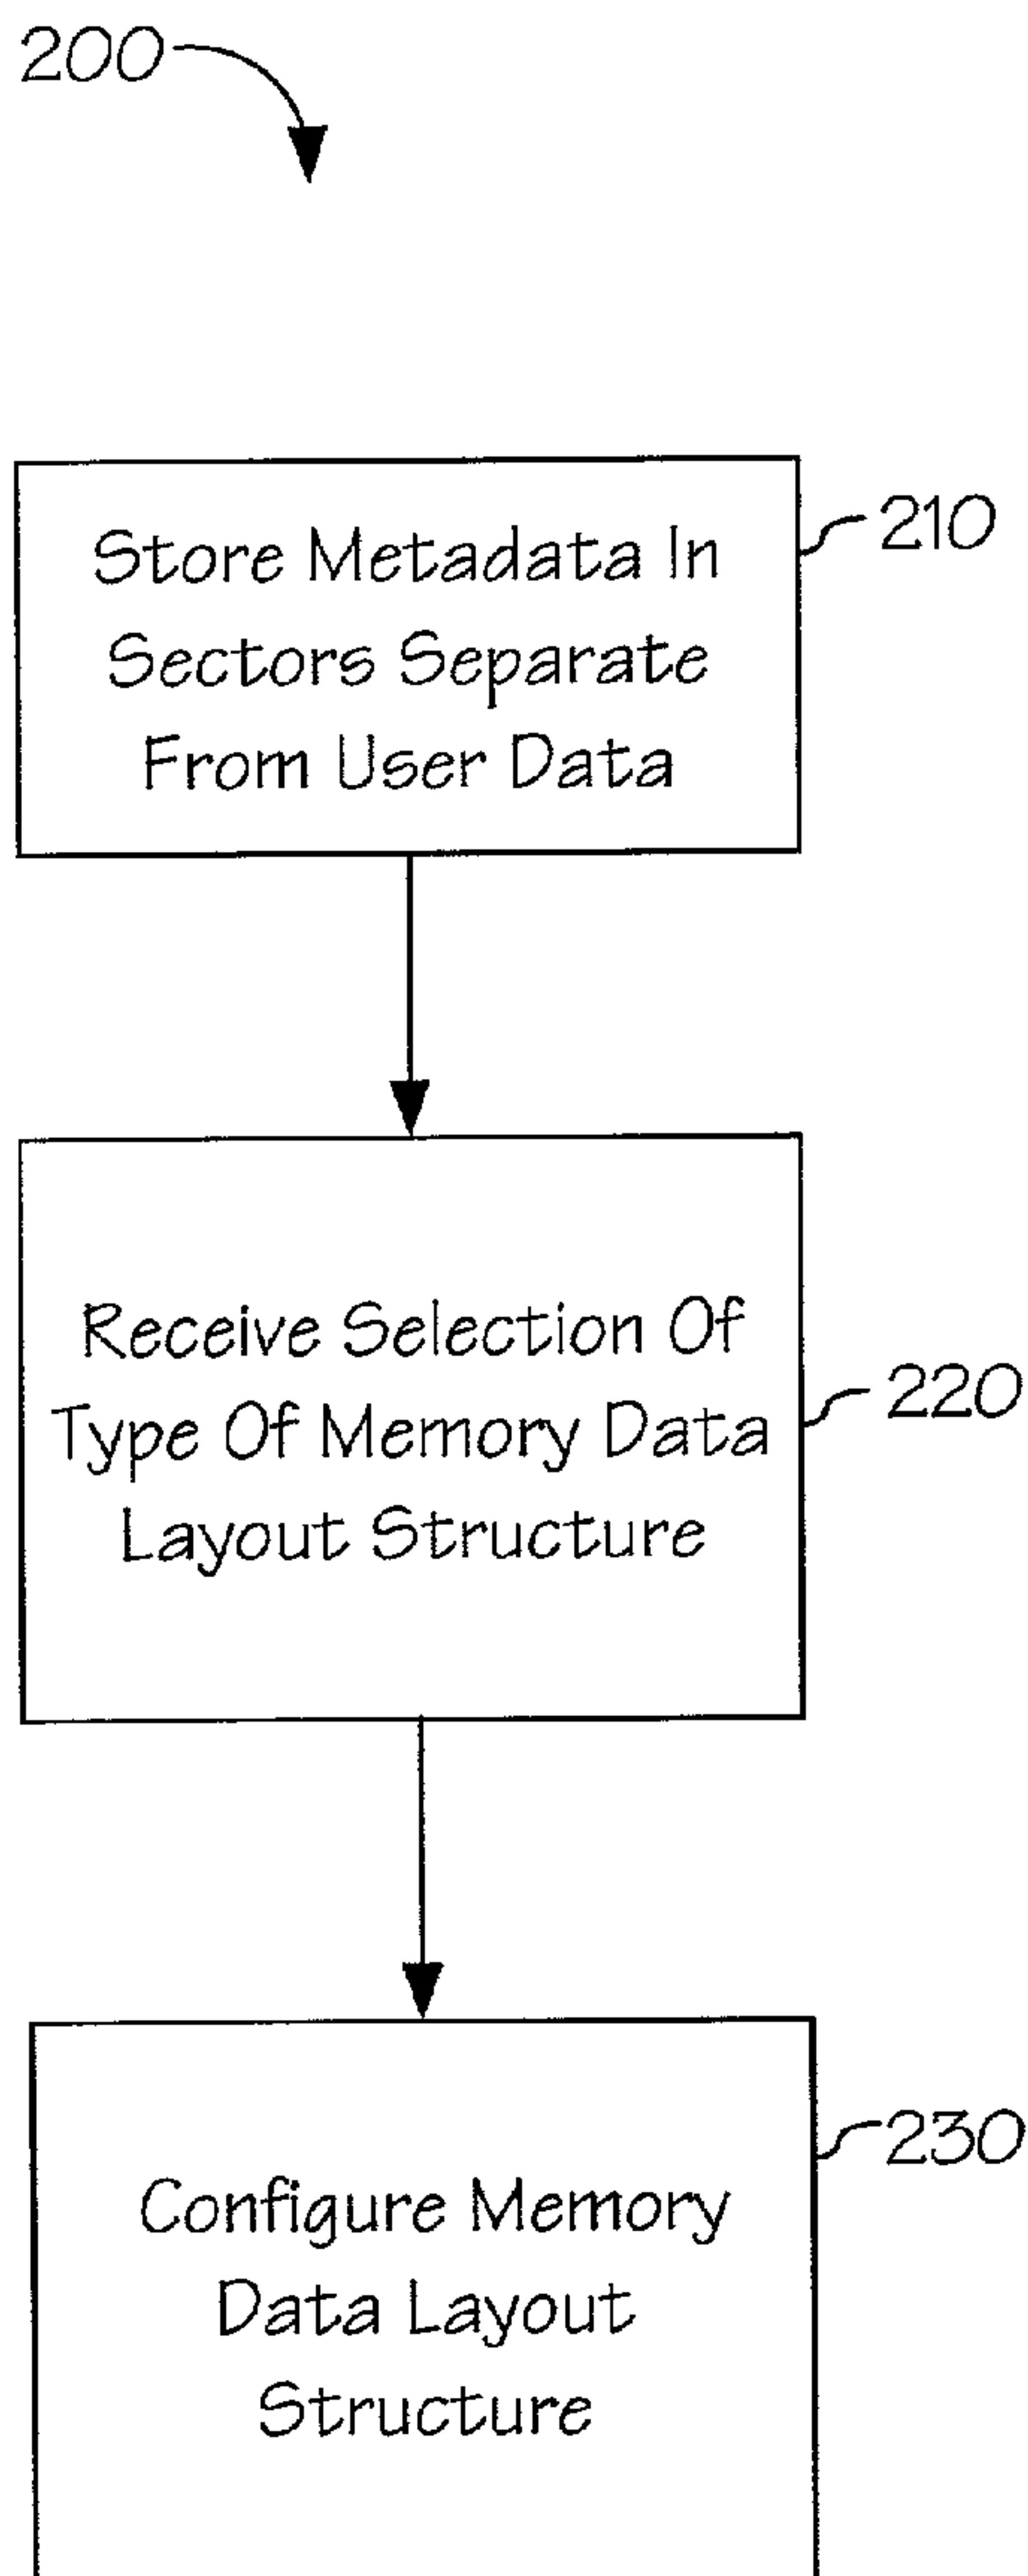 200
Store Metadata In
Sectors Separate
From User Data
210
Receive Selection Of
Type Of Memory Data
Layout Structure
220
Configure Memory
Data Layout
Structure
230